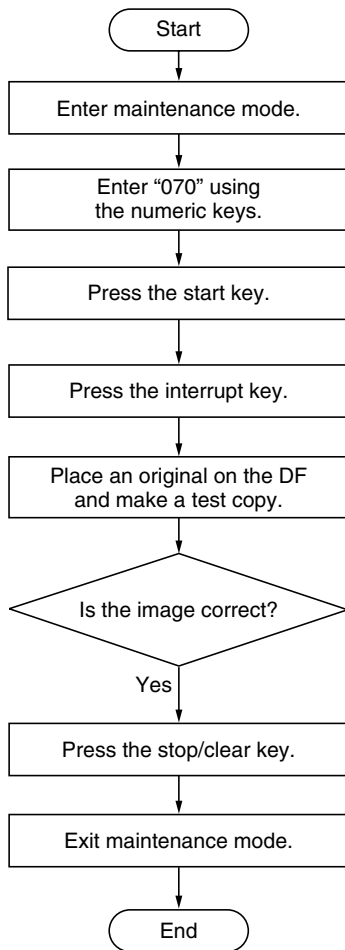 Start
Enter maintenance mode.
Enter “070” using
the numeric keys.
Press the start key.
Press the interrupt key.
Place an original on the DF
and make a test copy.
Is the image correct?
Yes
Press the stop/clear key.
Exit maintenance mode.
End